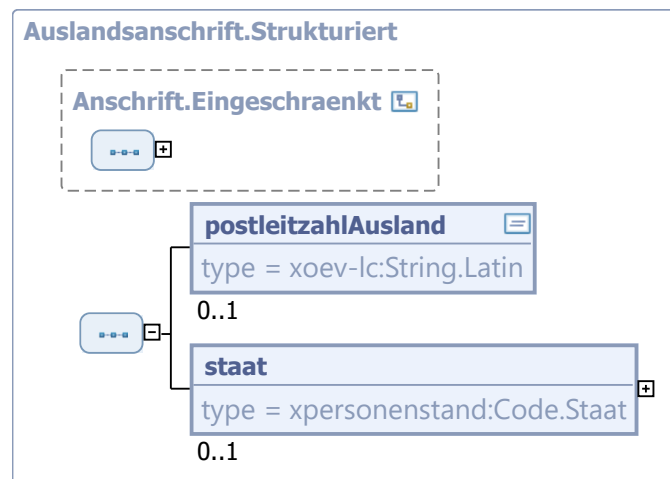 Auslandsanschrift.Strukturiert
Anschrift.Eingeschraenkt
postleitzahlAusland
type = xoev-lc:String.Latin
0..1
staat
type = xpersonenstand:Code.Staat
0..1